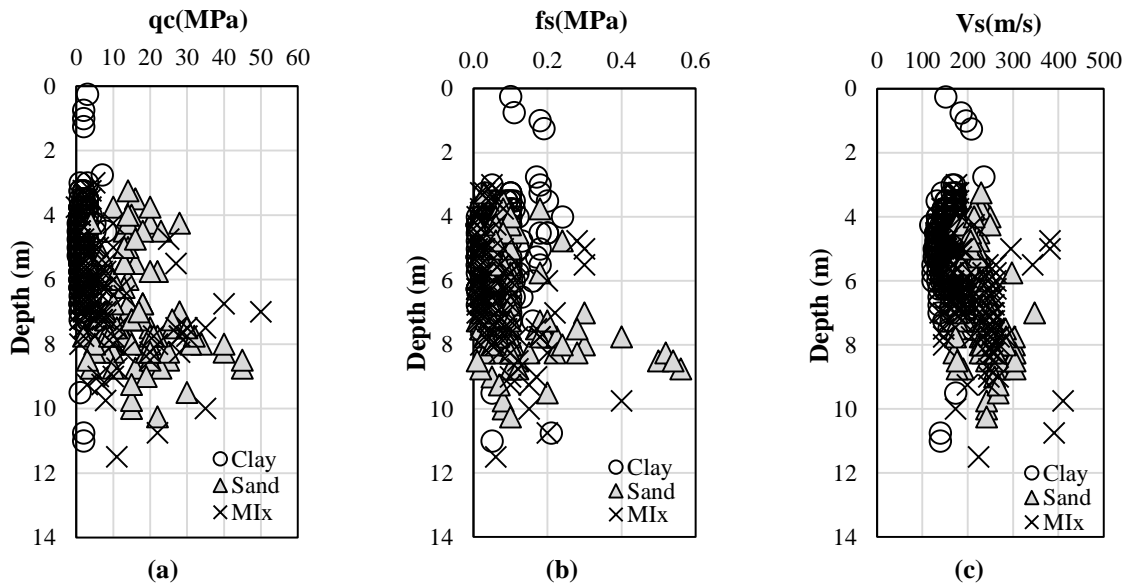 qc(MPa)
0 10 20 30 40 50 60
0
2
4
6
8
10
12
14
Depth (m)
Clay
Sand
MIx
(a)
fs(MPa)
0.0 0.2 0.4 0.6
0
2
4
6
8
10
12
14
Depth (m)
Clay
Sand
MIx
(b)
Vs(m/s)
0 100 200 300 400 500
0
2
4
6
8
10
12
14
Depth (m)
Clay
Sand
MIx
(c)